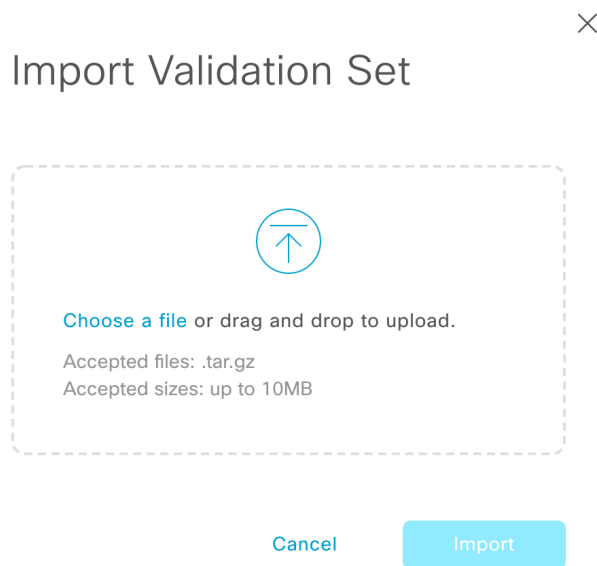 Import Validation Set
Choose a file or drag and drop to upload.
Accepted files: .tar.gz
Accepted sizes: up to 10MB
Cancel
Import